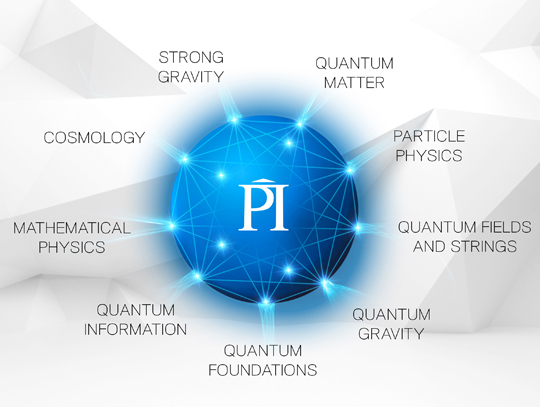 STRONG
GRAVITY
QUANTUM
MATTER
COSMOLOGY
PARTICLE
PHYSICS
PI
MATHEMATICAL
PHYSICS
QUANTUM FIELDS
AND STRINGS
QUANTUM
INFORMATION
QUANTUM
GRAVITY
QUANTUM
FOUNDATIONS